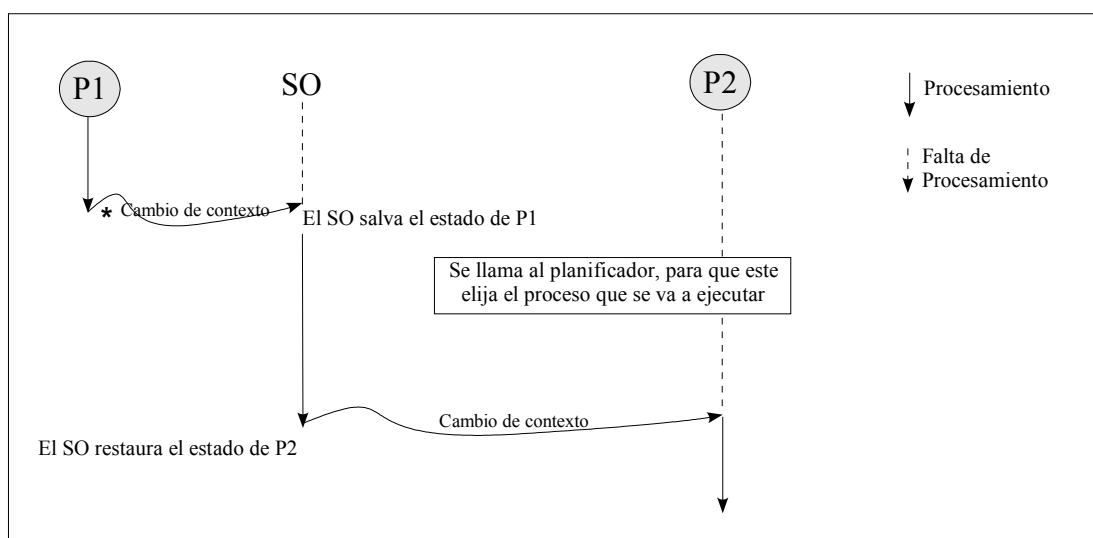 P1
SO
P2
Procesamiento
Falta de
Procesamiento
* Cambio de contexto
El SO salva el estado de P1
Se llama al planificador, para que este
elija el proceso que se va a ejecutar
Cambio de contexto
El SO restaura el estado de P2